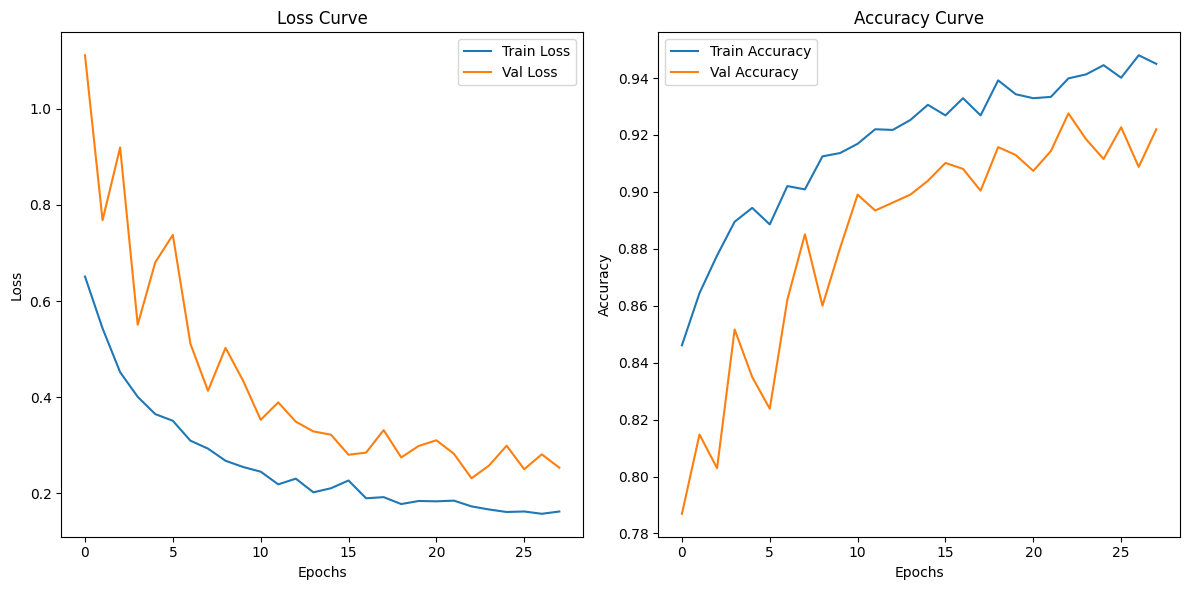 Loss Curve
Train Loss
Val Loss
1.0
0.8
0.6
0.4
0.2
Loss
0
5
10
15
20
25
Epochs
Accuracy Curve
Train Accuracy
Val Accuracy
0.94
0.92
0.90
0.88
0.86
0.84
0.82
0.80
0.78
Accuracy
0
5
10
15
20
25
Epochs